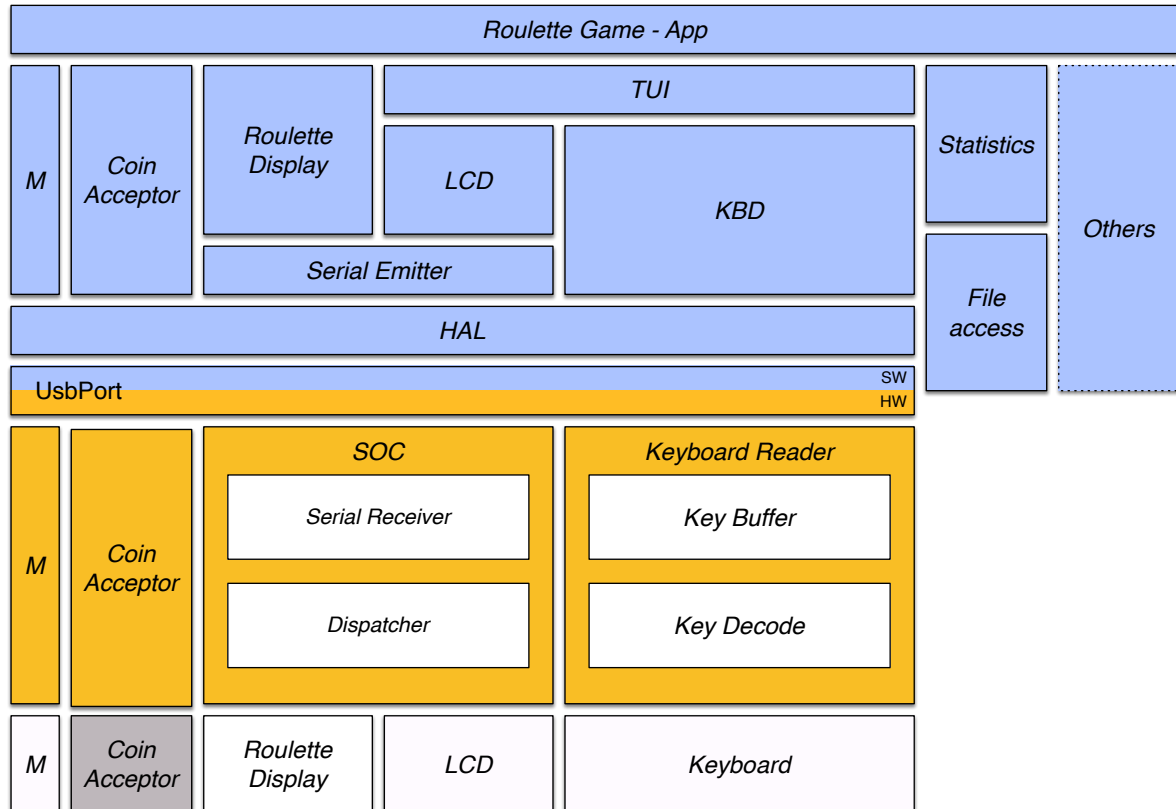 Roulette Game - App
M
Coin
Acceptor
Roulette
Display
TUI
LCD
KBD
Serial Emitter
Statistics
File
access
Others
HAL
UsbPort
SW
HW
M
Coin
Acceptor
SOC
Serial Receiver
Dispatcher
Keyboard Reader
Key Buffer
Key Decode
M
Coin
Acceptor
Roulette
Display
LCD
Keyboard